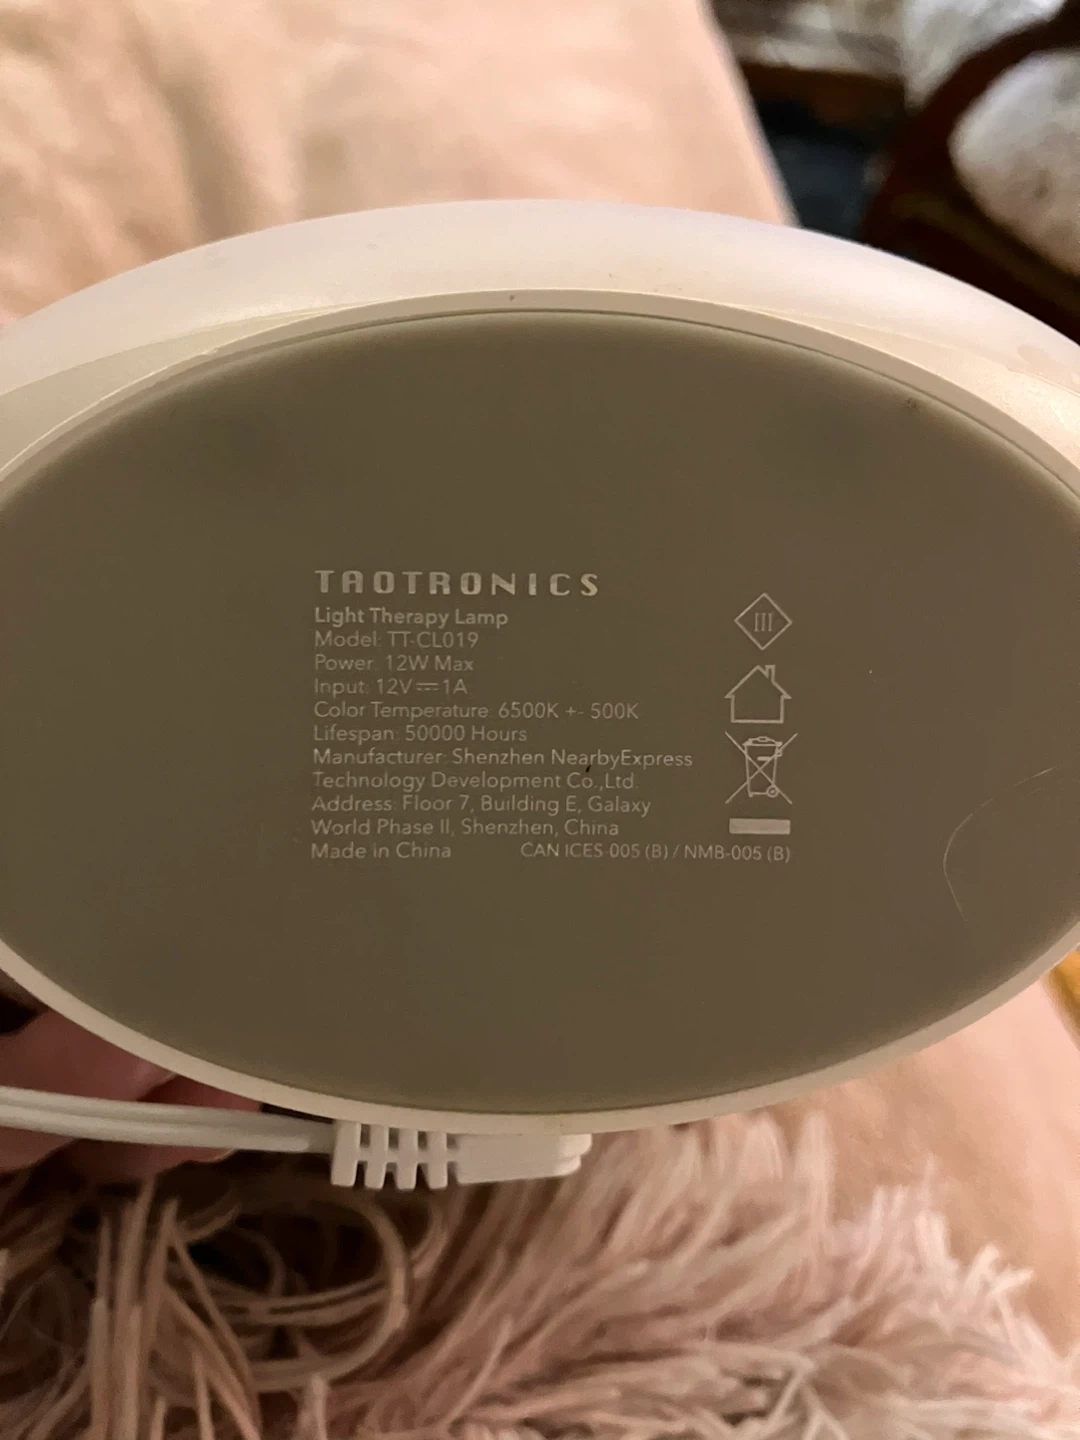 TAOTRONICS
Light Therapy Lamp
Model: TT-CL019
Power: 12W Max
Input: 12V⎓1A
Color Temperature: 6500K +- 500K
Lifespan: 50000 Hours
Manufacturer: Shenzhen NearbyExpress
Technology Development Co.,Ltd.
Address: Floor 7, Building E, Galaxy
World Phase II, Shenzhen, China
Made in China
CAN ICES-005 (B) / NMB-005 (B)
III